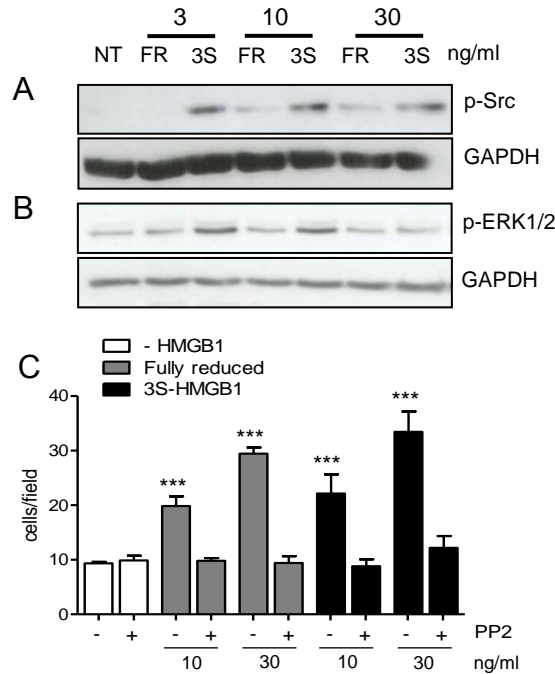 3 10 30
NT FR 3S FR 3S FR 3S ng/ml
A
p-Src
GAPDH
B
p-ERK1/2
GAPDH
C
- HMGB1
Fully reduced
3S-HMGB1
cells/field
40
30
20
10
0
*** *** *** ***
- + - + - + - + - + PP2
10 30 10 30 ng/ml